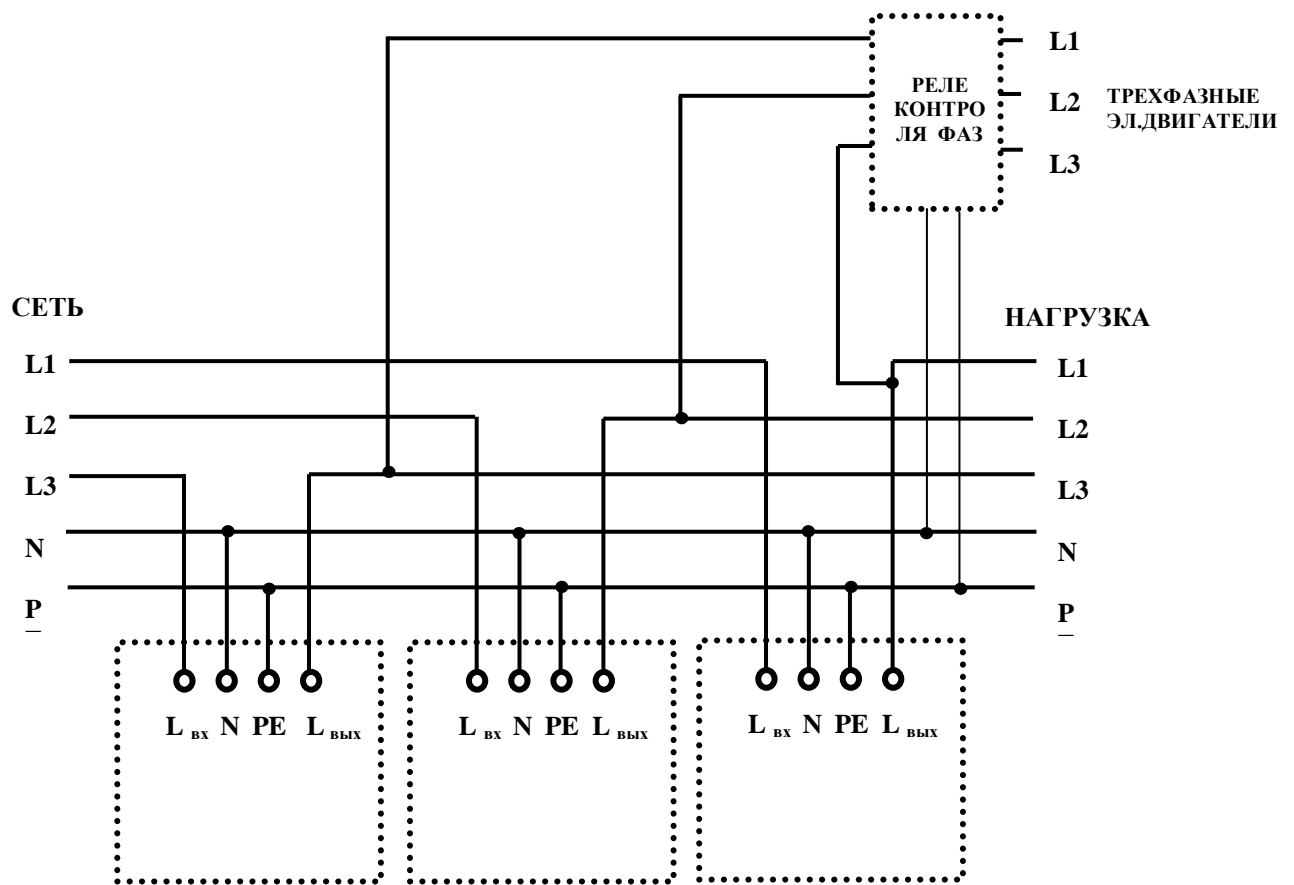 L1
РЕЛЕ
КОНТРО
ЛЯ ФАЗ
L2
ТРЕХФАЗНЫЕ
ЭЛ.ДВИГАТЕЛИ
L3
СЕТЬ
НАГРУЗКА
L1
L1
L2
L2
L3
L3
N
N
P
P
L вх N PE L вых
L вх N PE L вых
L вх N PE L вых